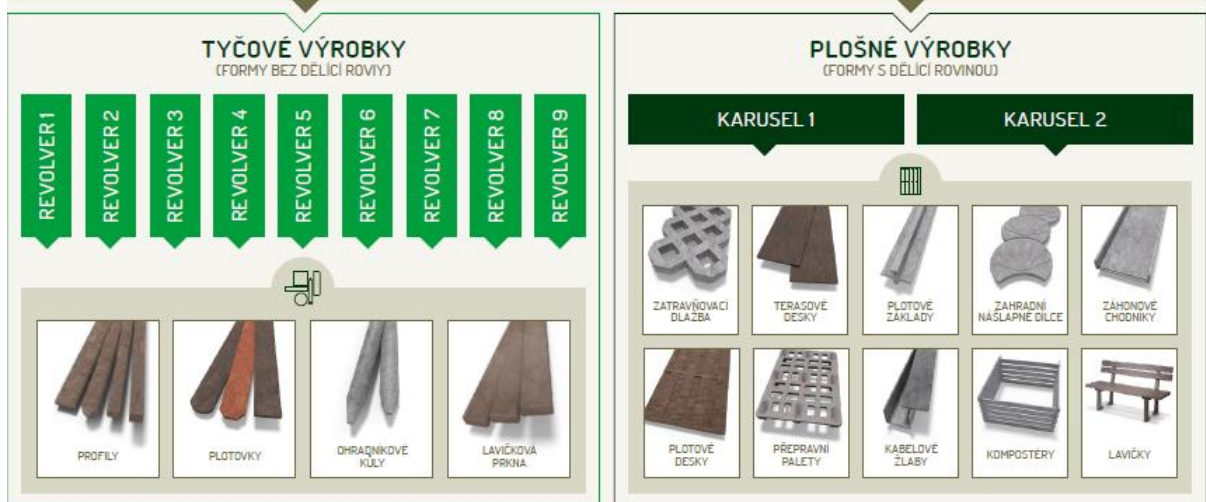 TYČOVÉ VÝROBKY
(FORMY BEZ DĚLÍCÍ ROVIY)
REVOLVER 1
REVOLVER 2
REVOLVER 3
REVOLVER 4
REVOLVER 5
REVOLVER 6
REVOLVER 7
REVOLVER 8
REVOLVER 9
PROFILY
PLOTOVKY
OHRADNÍKOVÉ
KŮLY
LAVIČKOVÁ
PRKNA
PLOŠNÉ VÝROBKY
(FORMY S DĚLÍCÍ ROVINOU)
KARUSEL 1
KARUSEL 2
ZATRAVŇOVACÍ
DLAŽBA
TERASOVÉ
DESKY
PLOTOVÉ
ZÁKLADY
ZAHRADNÍ
NÁŠLAPNÉ DÍLCE
ZÁHONOVÉ
CHODNÍKY
PLOTOVÉ
DESKY
PŘEPRAVNÍ
PALETY
KABELOVÉ
ŽLABY
KOMPOSTÉRY
LAVIČKY